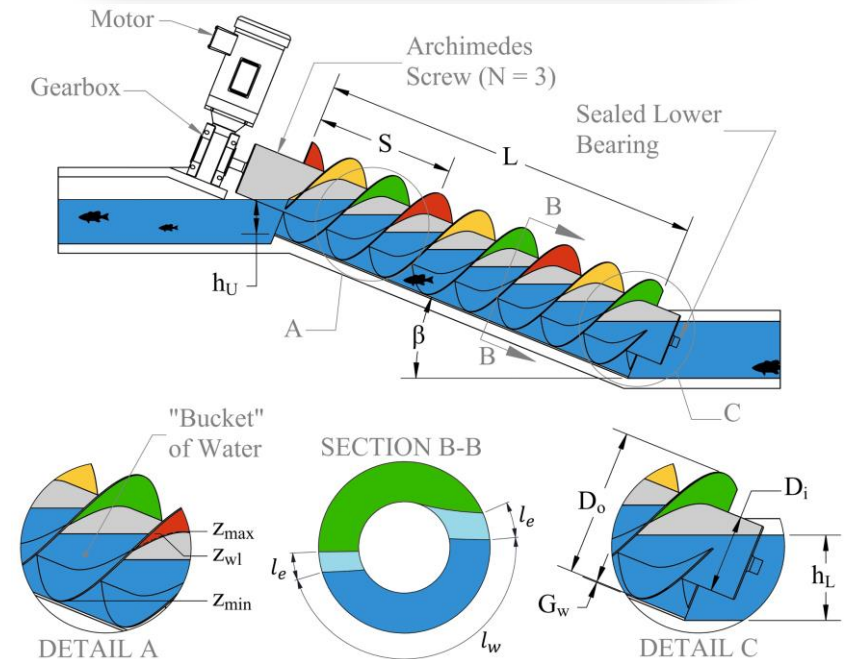 Motor
Gearbox
Archimedes
Screw (N = 3)
Sealed Lower
Bearing
S
L
B
B
h_U
A
β
C
"Bucket"
of Water
SECTION B-B
z_max
z_wl
z_min
l_e
l_e
l_w
D_o
D_i
h_L
G_w
DETAIL A
DETAIL C